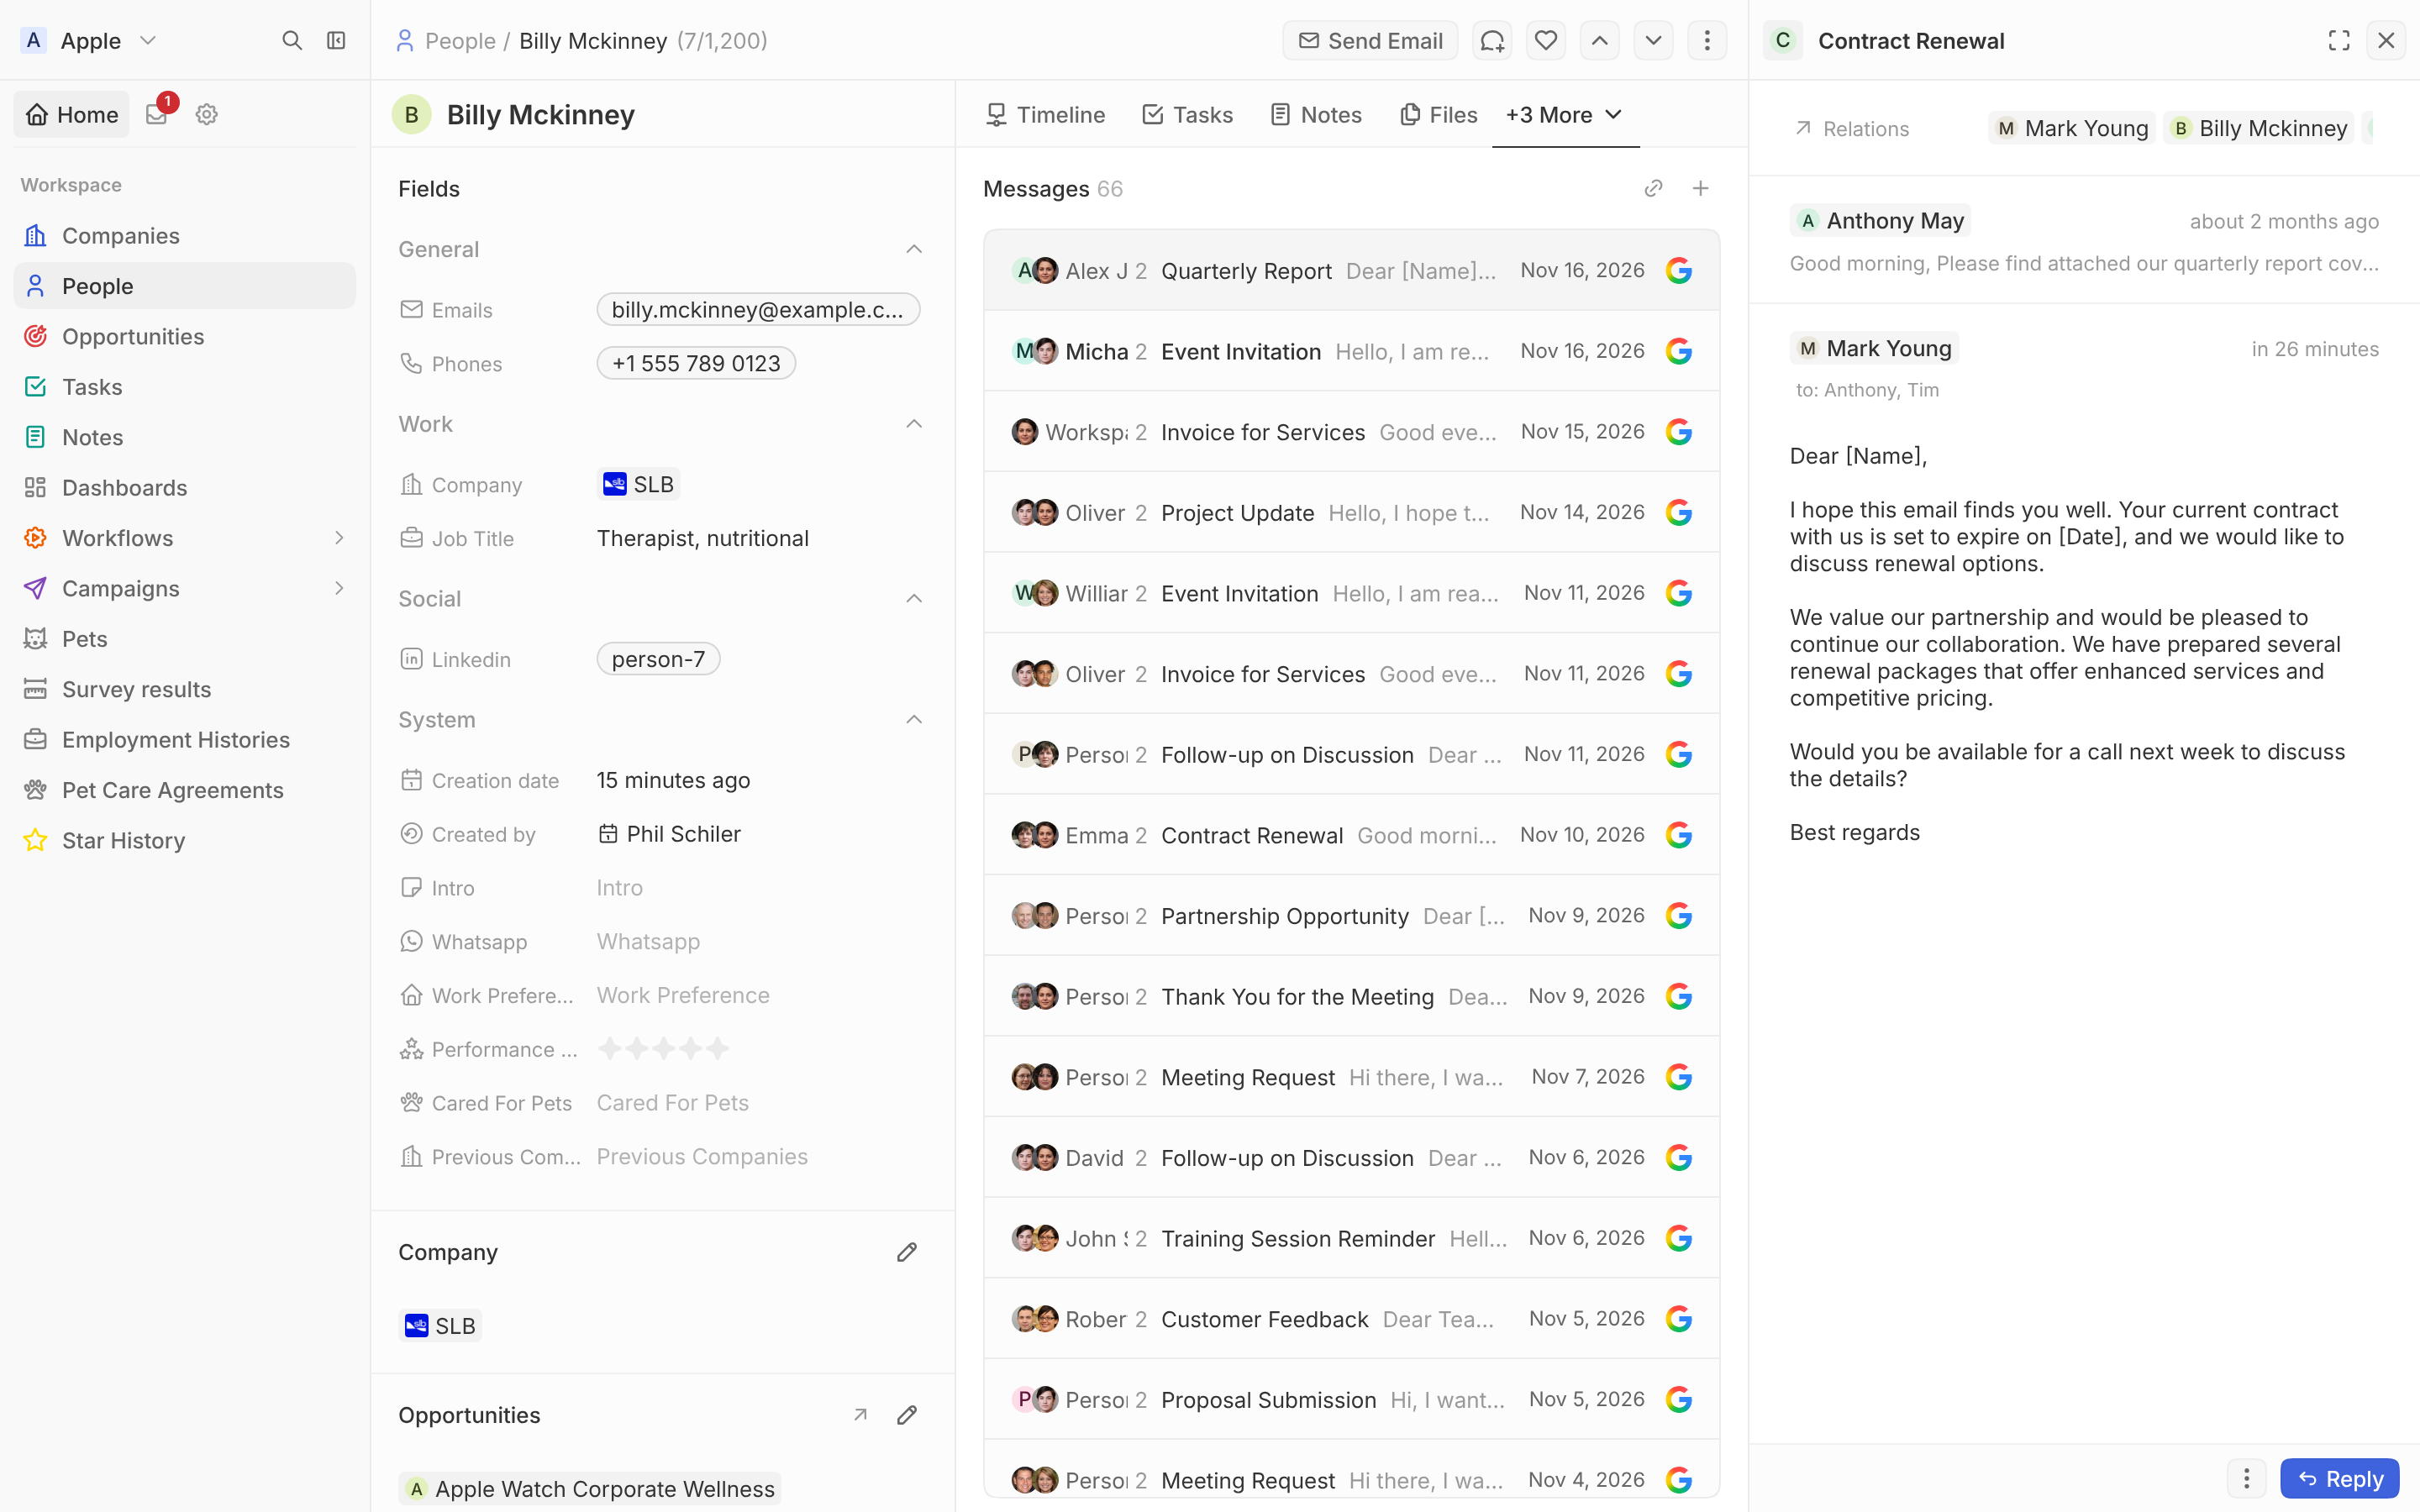 A Apple
People / Billy Mckinney (7/1,200)
Send Email
C Contract Renewal
Home
1
Workspace
Companies
People
Opportunities
Tasks
Notes
Dashboards
Workflows
Campaigns
Pets
Survey results
Employment Histories
Pet Care Agreements
Star History
B Billy Mckinney
Fields
General
Emails billy.mckinney@example.c...
Phones +1 555 789 0123
Work
Company slb SLB
Job Title Therapist, nutritional
Social
Linkedin person-7
System
Creation date 15 minutes ago
Created by Phil Schiler
Intro Intro
Whatsapp Whatsapp
Work Prefere... Work Preference
Performance ...
Cared For Pets Cared For Pets
Previous Com... Previous Companies
Company
slb SLB
Opportunities
A Apple Watch Corporate Wellness
Timeline Tasks Notes Files +3 More
Messages 66
A Alex J 2 Quarterly Report Dear [Name]... Nov 16, 2026
M Micha 2 Event Invitation Hello, I am re... Nov 16, 2026
Worksp 2 Invoice for Services Good eve... Nov 15, 2026
Oliver 2 Project Update Hello, I hope t... Nov 14, 2026
W Williar 2 Event Invitation Hello, I am rea... Nov 11, 2026
Oliver 2 Invoice for Services Good eve... Nov 11, 2026
P Perso 2 Follow-up on Discussion Dear ... Nov 11, 2026
Emma 2 Contract Renewal Good morni... Nov 10, 2026
Perso 2 Partnership Opportunity Dear [... Nov 9, 2026
Perso 2 Thank You for the Meeting Dea... Nov 9, 2026
Perso 2 Meeting Request Hi there, I wa... Nov 7, 2026
David 2 Follow-up on Discussion Dear ... Nov 6, 2026
John 2 Training Session Reminder Hell... Nov 6, 2026
Rober 2 Customer Feedback Dear Tea... Nov 5, 2026
P Perso 2 Proposal Submission Hi, I want... Nov 5, 2026
Perso 2 Meeting Request Hi there, I wa... Nov 4, 2026
Relations M Mark Young B Billy Mckinney
A Anthony May about 2 months ago
Good morning, Please find attached our quarterly report cov...
M Mark Young in 26 minutes
to: Anthony, Tim
Dear [Name],
I hope this email finds you well. Your current contract
with us is set to expire on [Date], and we would like to
discuss renewal options.
We value our partnership and would be pleased to
continue our collaboration. We have prepared several
renewal packages that offer enhanced services and
competitive pricing.
Would you be available for a call next week to discuss
the details?
Best regards
Reply